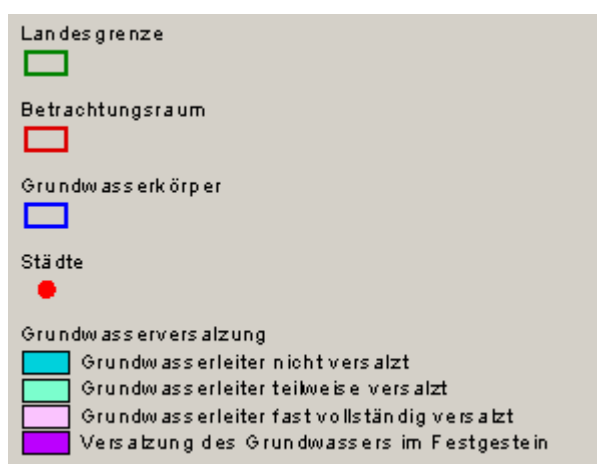 Landesgrenze
Betrachtungsraum
Grundwasserkörper
Städte
Grundwasserversalzung
Grundwasserleiter nicht versalzt
Grundwasserleiter teilweise versalzt
Grundwasserleiter fast vollständig versalzt
Versalzung des Grundwassers im Festgestein